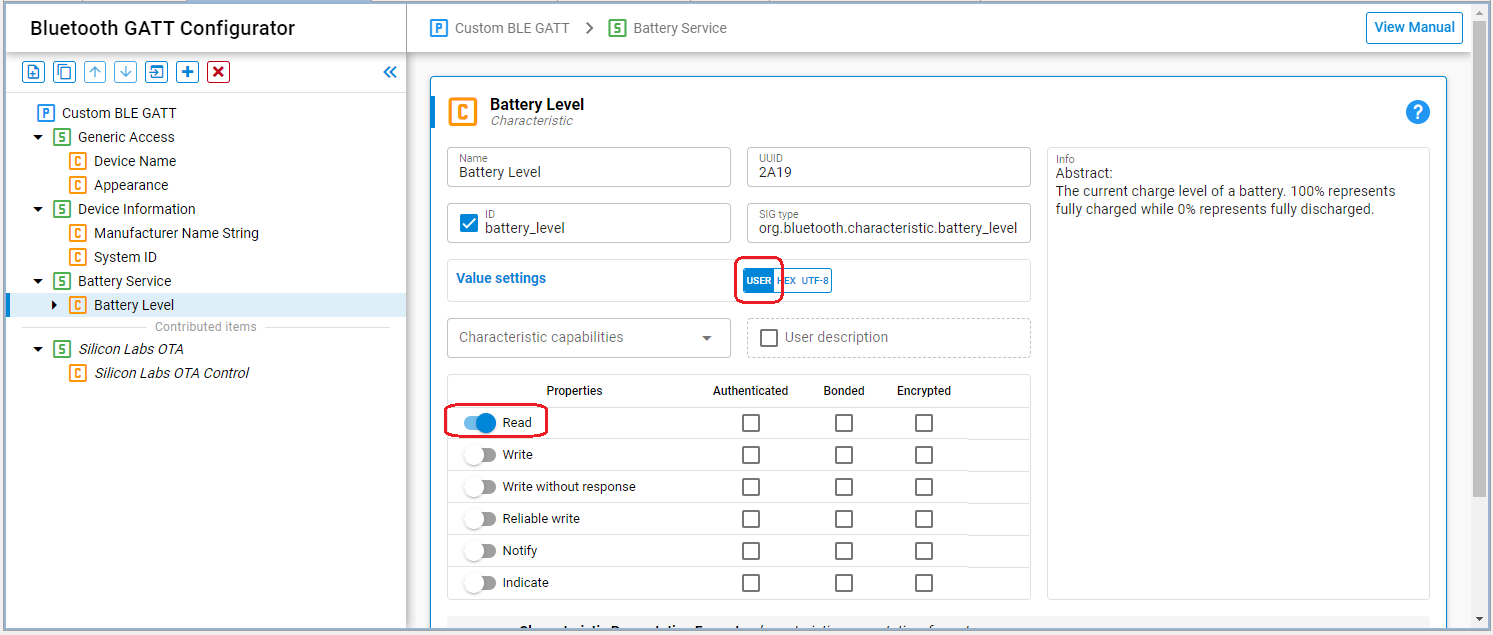 Bluetooth GATT Configurator
P Custom BLE GATT > S Battery Service
View Manual
P Custom BLE GATT
S Generic Access
C Device Name
C Appearance
S Device Information
C Manufacturer Name String
C System ID
S Battery Service
C Battery Level
Contributed items
S Silicon Labs OTA
C Silicon Labs OTA Control
C Battery Level
Characteristic
?
Name
Battery Level
UUID
2A19
ID
battery_level
SIG type
org.bluetooth.characteristic.battery_level
Value settings
USER HEX UTF-8
Characteristic capabilities
User description
Properties Authenticated Bonded Encrypted
Read
Write
Write without response
Reliable write
Notify
Indicate
Info
Abstract:
The current charge level of a battery. 100% represents
fully charged while 0% represents fully discharged.